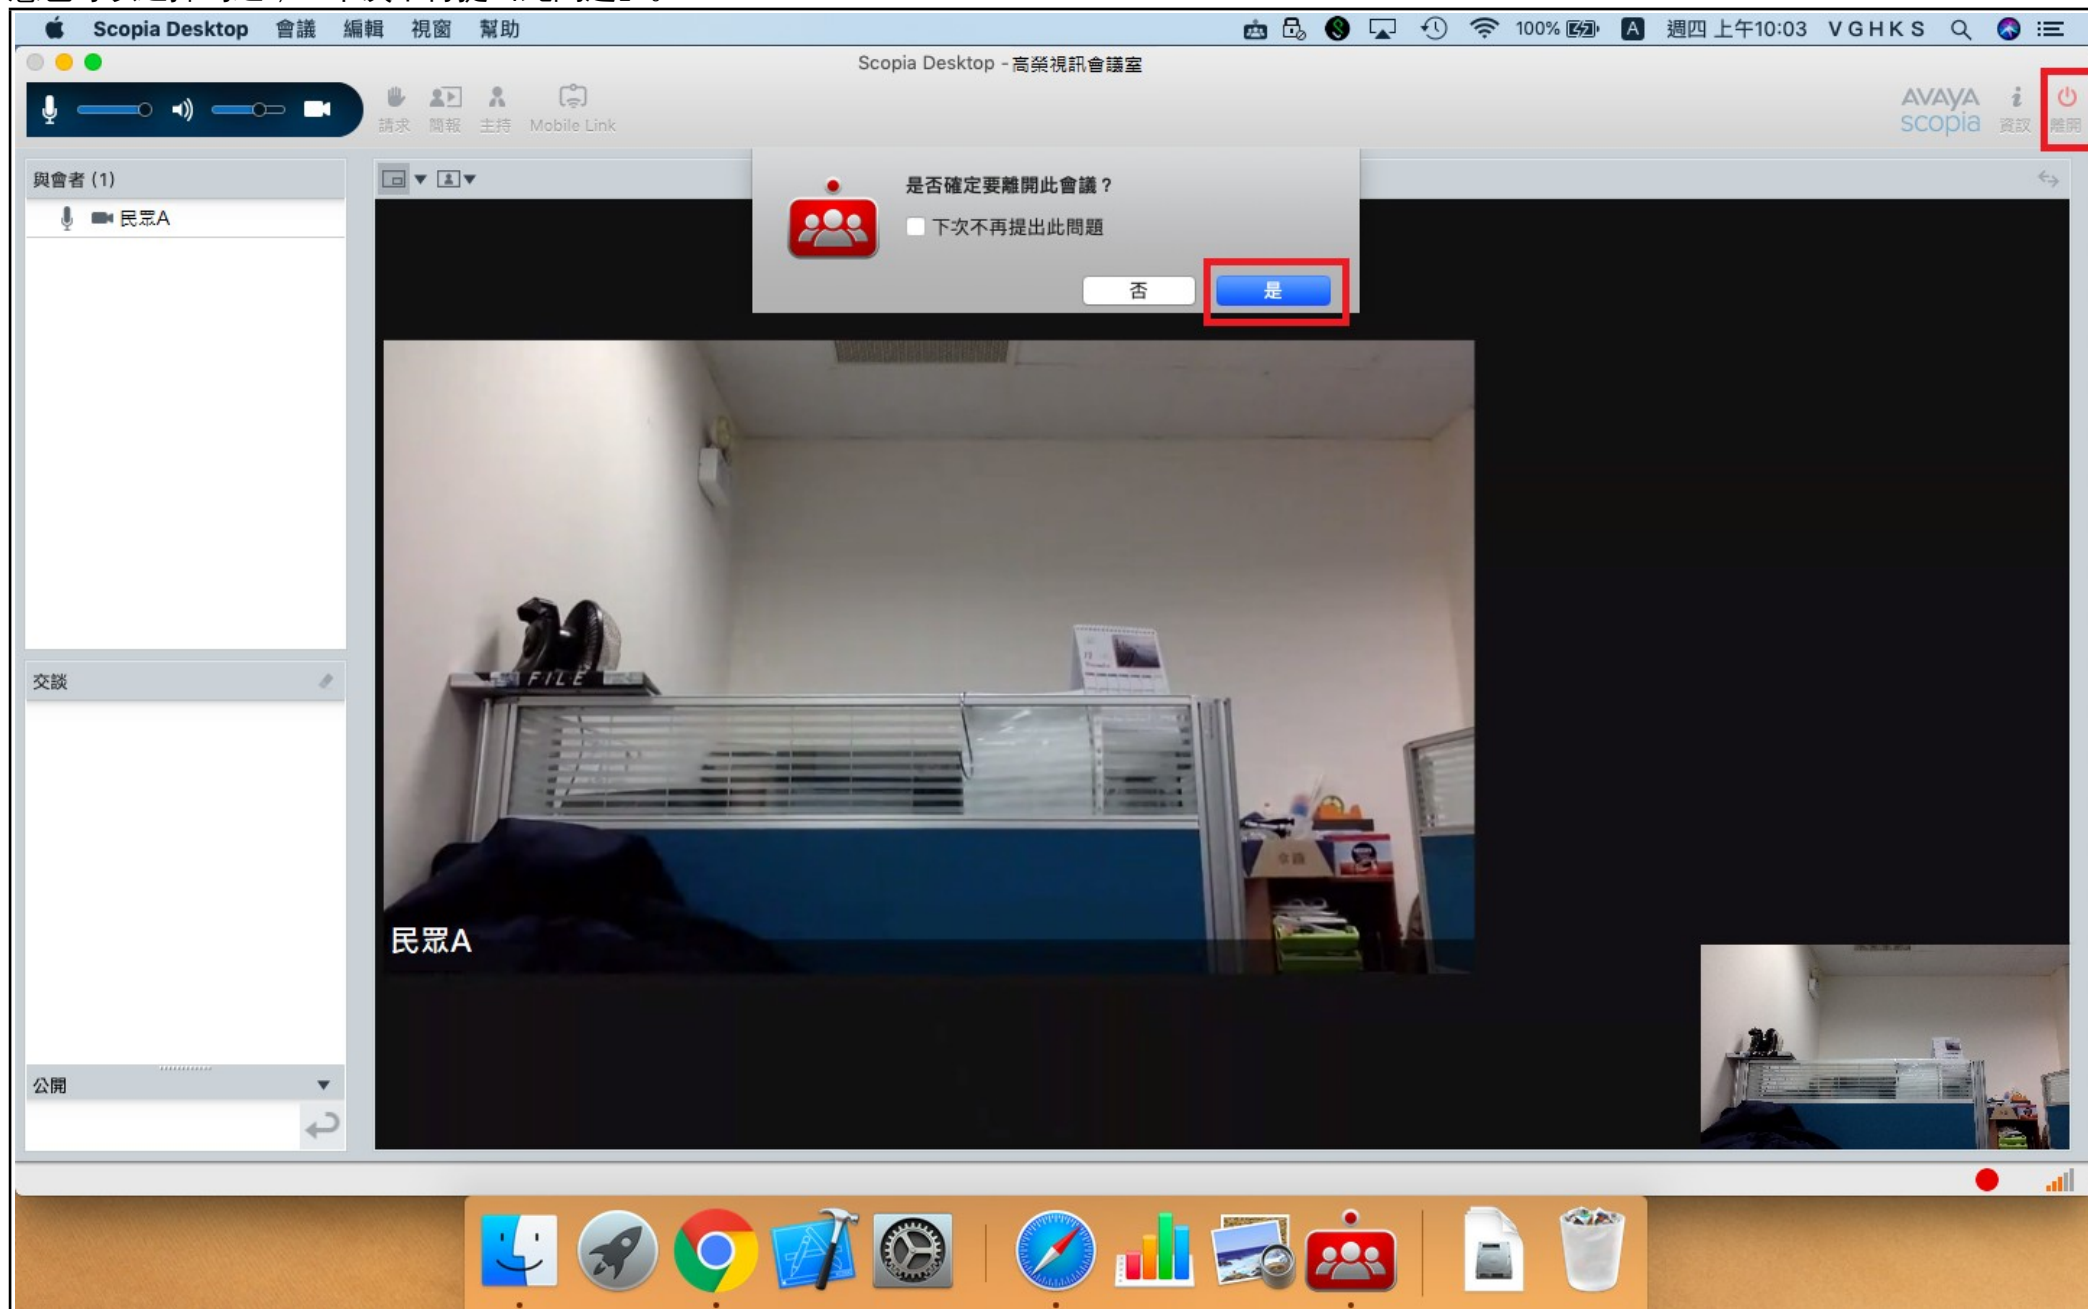 Scopia Desktop 會議 編輯 視窗 幫助 100% A 週四 上午10:03 VGHKS
Scopia Desktop - 高榮視訊會議室
請求 簡報 主持 Mobile Link
AVAYA
scopia
資訊 離開
與會者 (1)
民眾A
是否確定要離開此會議？
下次不再提出此問題
否 是
FILE
民眾A
交談
公開